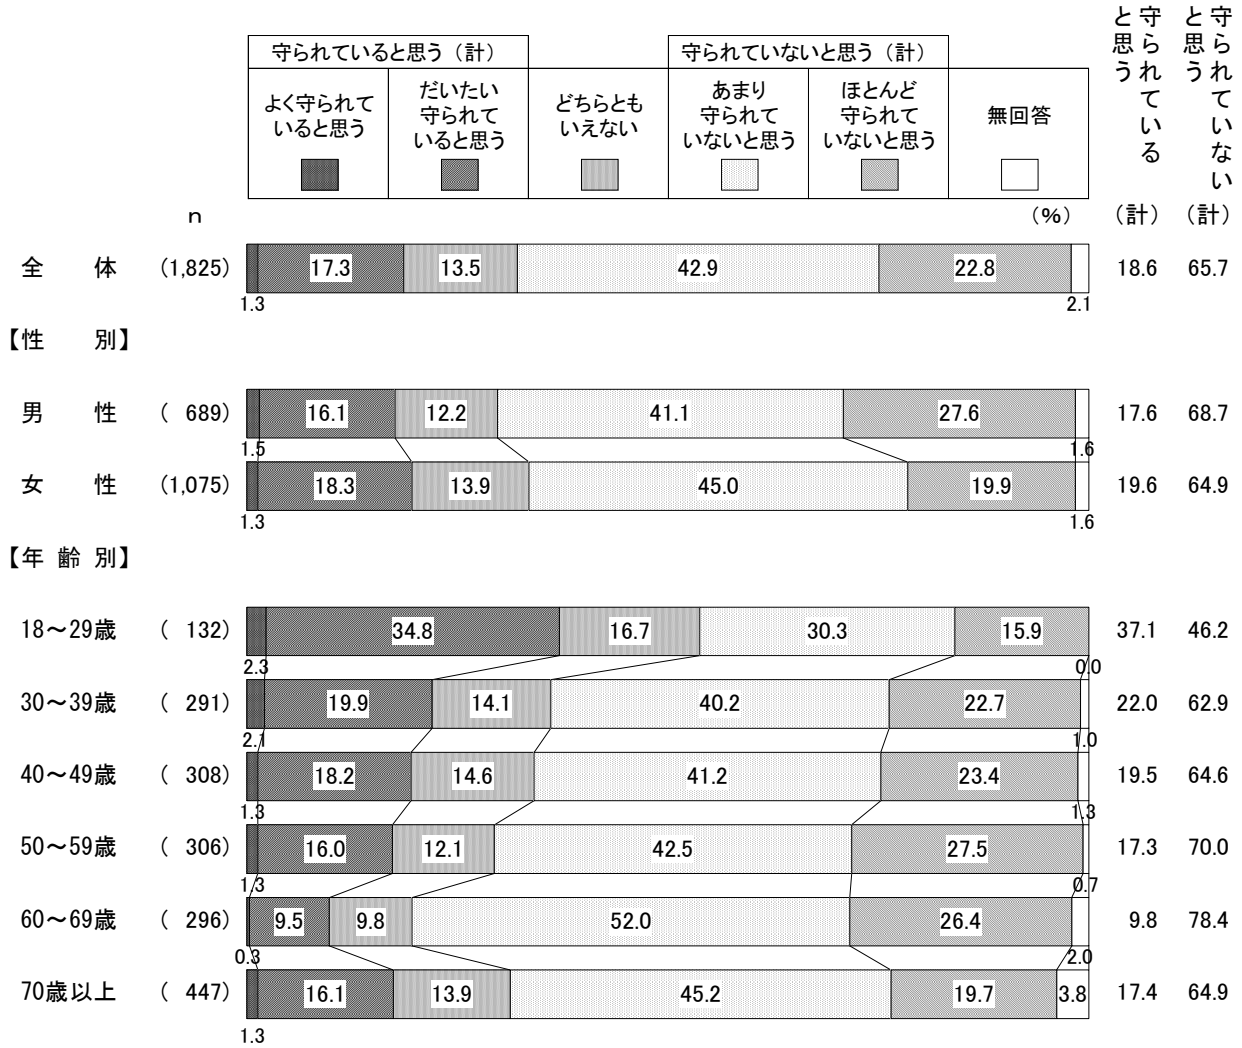 守られていると思う（計）
守られていないと思う（計）
よく守られて
いると思う
だいたい
守られて
いると思う
どちらとも
いえない
あまり
守られて
いないと思う
ほとんど
守られて
いないと思う
無回答
守られている
と思う
（計）
守られていない
と思う
（計）
n
（%）
全 体 (1,825) 17.3 13.5 42.9 22.8 18.6 65.7
1.3 2.1
【性 別】
男 性 ( 689) 16.1 12.2 41.1 27.6 17.6 68.7
1.5 1.6
女 性 (1,075) 18.3 13.9 45.0 19.9 19.6 64.9
1.3 1.6
【年 齢 別】
18～29歳 ( 132) 34.8 16.7 30.3 15.9 37.1 46.2
2.3 0.0
30～39歳 ( 291) 19.9 14.1 40.2 22.7 22.0 62.9
2.1 1.0
40～49歳 ( 308) 18.2 14.6 41.2 23.4 19.5 64.6
1.3 1.3
50～59歳 ( 306) 16.0 12.1 42.5 27.5 17.3 70.0
1.3 0.7
60～69歳 ( 296) 9.5 9.8 52.0 26.4 9.8 78.4
0.3 2.0
70歳以上 ( 447) 16.1 13.9 45.2 19.7 3.8 17.4 64.9
1.3